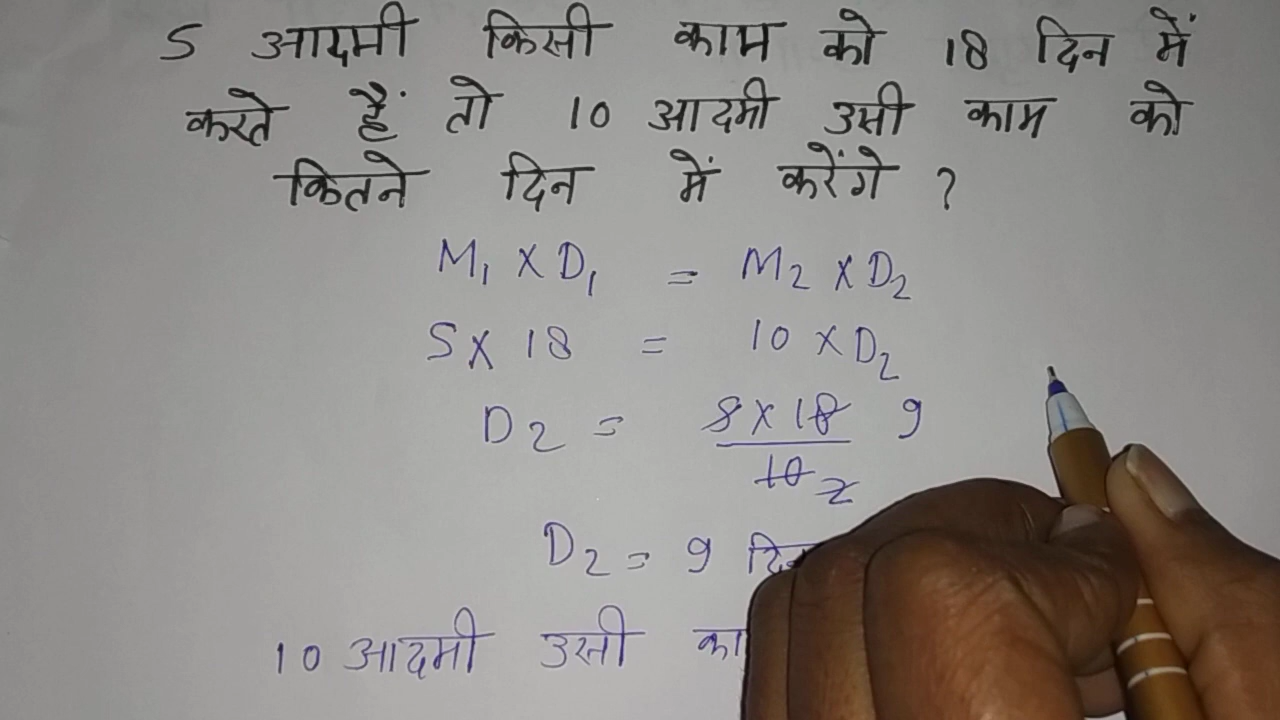 5 आदमी किसी काम को 18 दिन में
करते हैं तो 10 आदमी उसी काम को
कितने दिन में करेंगे ?
M₁ × D₁ = M₂ × D₂
5 × 18 = 10 × D₂
D₂ = 5 × 18 9
10 2
D₂ = 9 दिन
10 आदमी उसी का